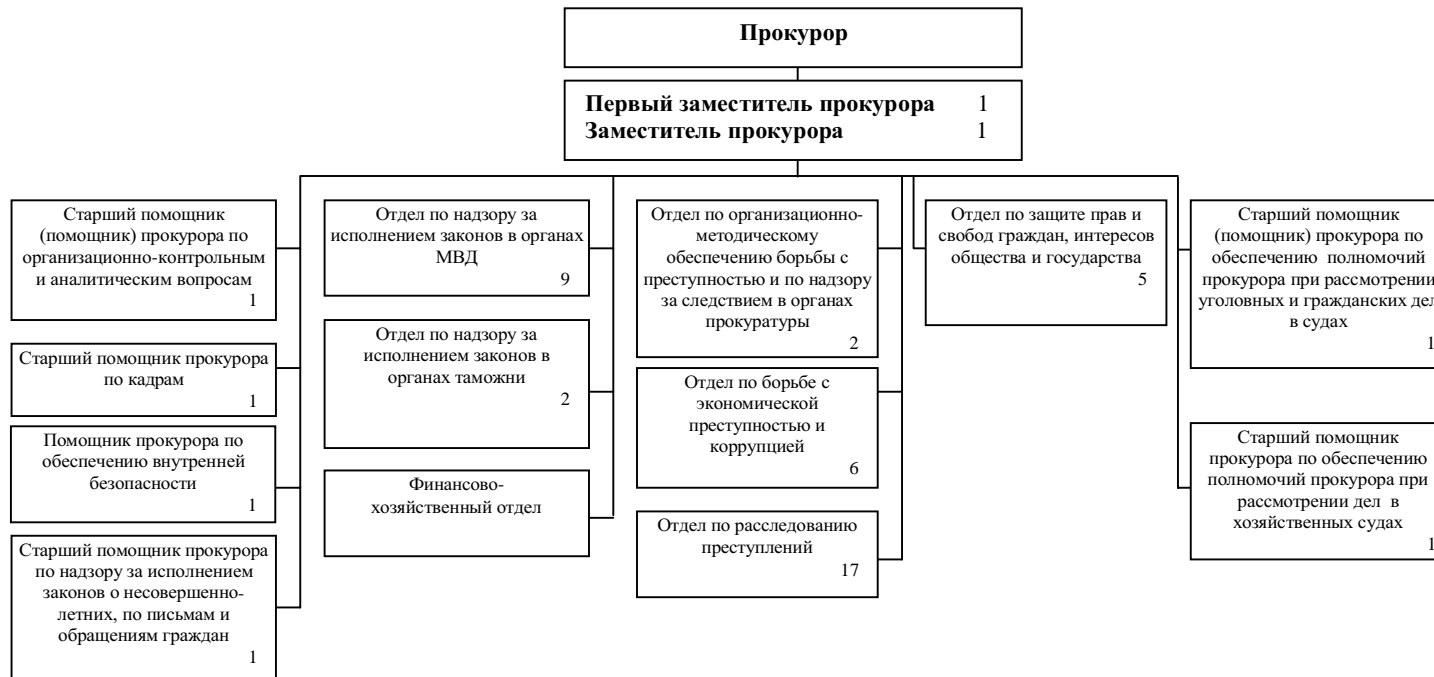 Прокурор
Первый заместитель прокурора 1
Заместитель прокурора 1
Старший помощник
(помощник) прокурора по
организационно-контрольным
и аналитическим вопросам
1
Старший помощник прокурора
по кадрам
1
Помощник прокурора по
обеспечению внутренней
безопасности
1
Старший помощник прокурора
по надзору за исполнением
законов о несовершенно-
летних, по письмам и
обращениям граждан
1
Отдел по надзору за
исполнением законов в органах
МВД
9
Отдел по надзору за
исполнением законов в
органах таможни
2
Финансово-
хозяйственный отдел
Отдел по организационно-
методическому
обеспечению борьбы с
преступностью и по надзору
за следствием в органах
прокуратуры
2
Отдел по борьбе с
экономической
преступностью и
коррупцией
6
Отдел по расследованию
преступлений
17
Отдел по защите прав и
свобод граждан, интересов
общества и государства
5
Старший помощник
(помощник) прокурора по
обеспечению полномочий
прокурора при рассмотрении
уголовных и гражданских дел
в судах
1
Старший помощник
прокурора по обеспечению
полномочий прокурора при
рассмотрении дел в
хозяйственных судах
1